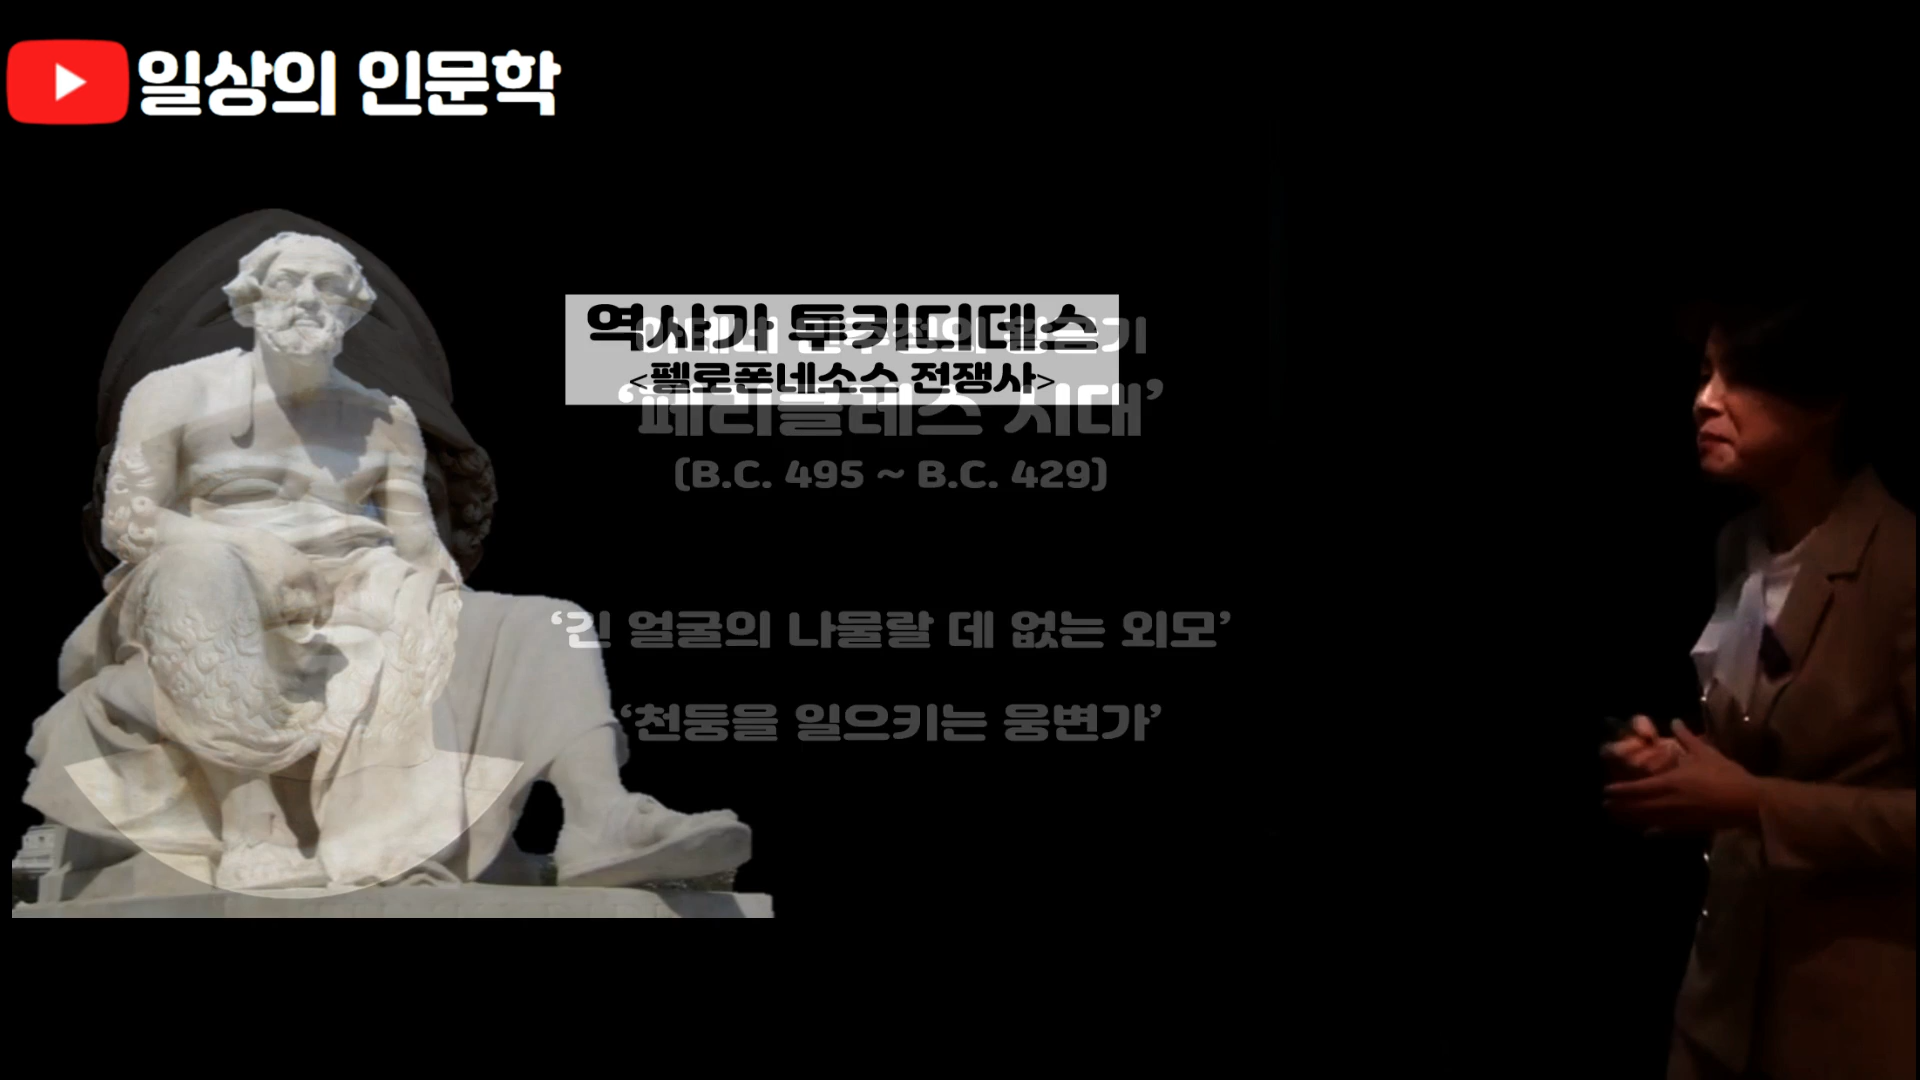 일상의 인문학
역사가 투키디데스
<펠로폰네소스 전쟁사>
‘페리클레스 시대’
(B.C. 495 ~ B.C. 429)
‘긴 얼굴의 나물랄 데 없는 외모’
‘천둥을 일으키는 웅변가’